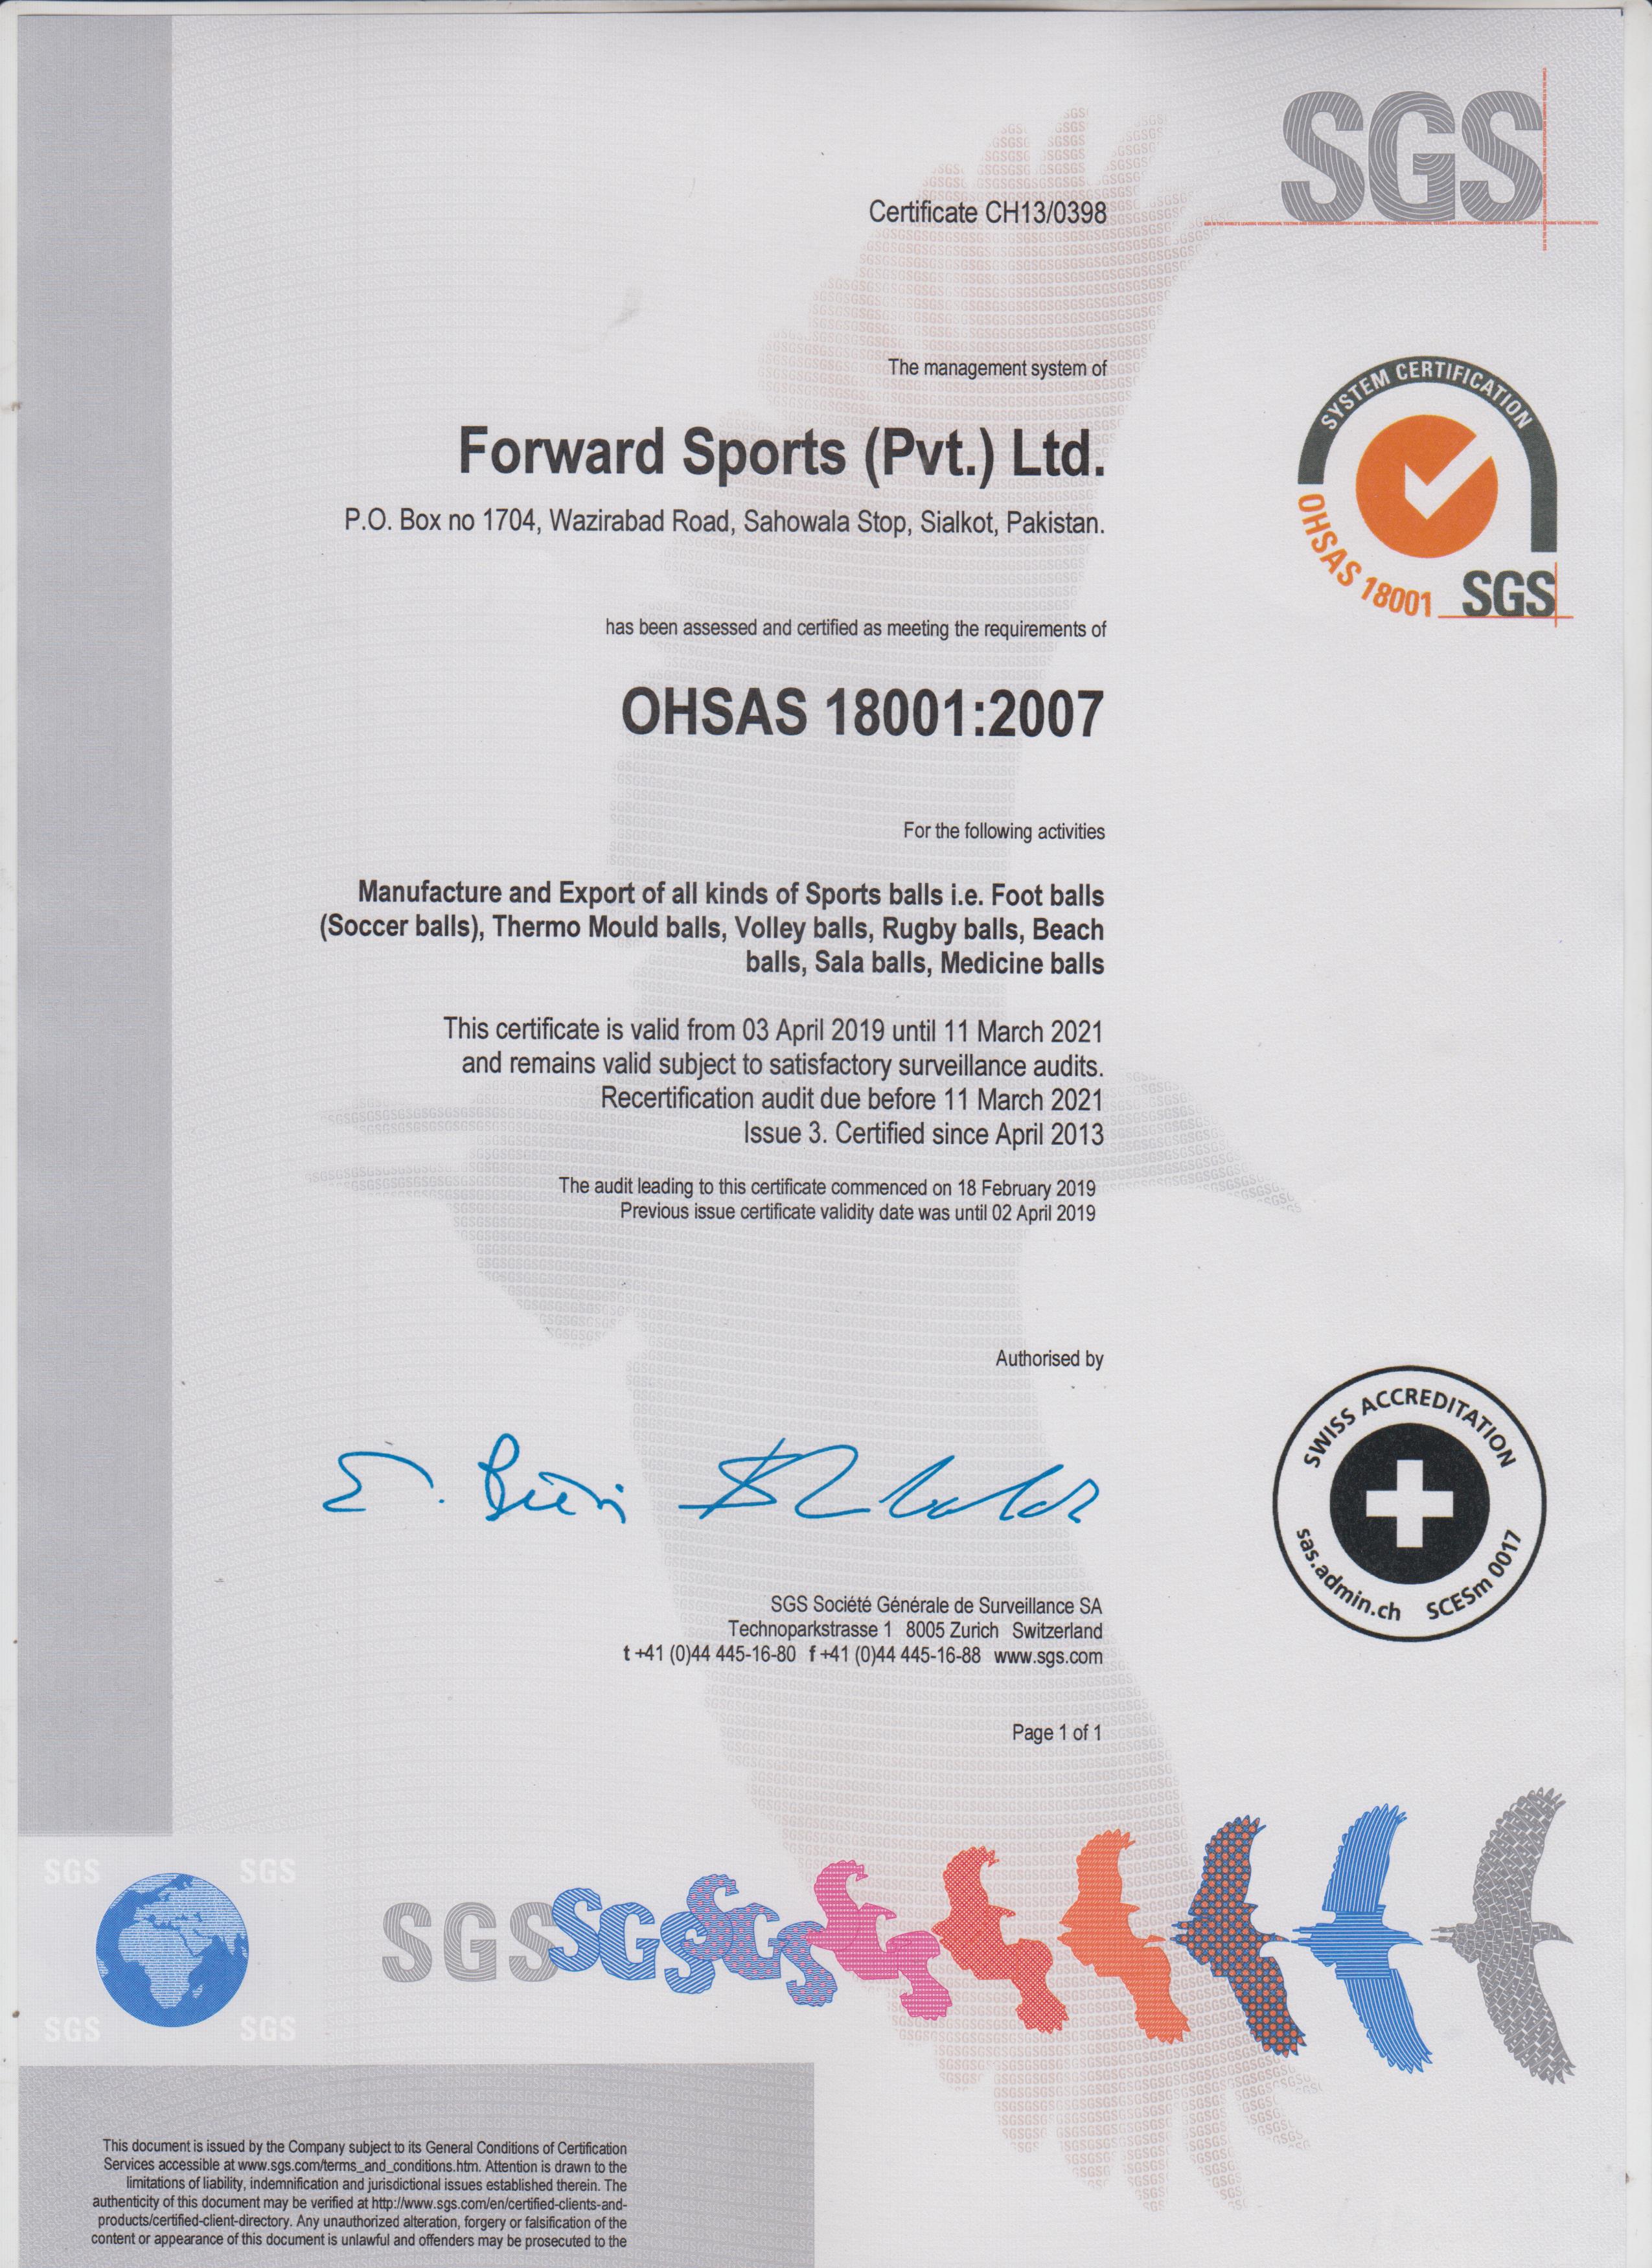 SGS
Certificate CH13/0398
The management system of
Forward Sports (Pvt.) Ltd.
P.O. Box no 1704, Wazirabad Road, Sahowala Stop, Sialkot, Pakistan.
SYSTEM CERTIFICATION
OHSAS 18001
SGS
has been assessed and certified as meeting the requirements of
OHSAS 18001:2007
For the following activities
Manufacture and Export of all kinds of Sports balls i.e. Foot balls
(Soccer balls), Thermo Mould balls, Volley balls, Rugby balls, Beach
balls, Sala balls, Medicine balls
This certificate is valid from 03 April 2019 until 11 March 2021
and remains valid subject to satisfactory surveillance audits.
Recertification audit due before 11 March 2021
Issue 3. Certified since April 2013
The audit leading to this certificate commenced on 18 February 2019
Previous issue certificate validity date was until 02 April 2019
Authorised by
SWISS ACCREDITATION
sas.admin.ch SCESm 0017
SGS Société Générale de Surveillance SA
Technoparkstrasse 1 8005 Zurich Switzerland
t +41 (0)44 445-16-80 f +41 (0)44 445-16-88 www.sgs.com
Page 1 of 1
SGS SGS
SGS SGS SGS
SGS SGS
This document is issued by the Company subject to its General Conditions of Certification
Services accessible at www.sgs.com/terms_and_conditions.htm. Attention is drawn to the
limitations of liability, indemnification and jurisdictional issues established therein. The
authenticity of this document may be verified at http://www.sgs.com/en/certified-clients-and-
products/certified-client-directory. Any unauthorized alteration, forgery or falsification of the
content or appearance of this document is unlawful and offenders may be prosecuted to the